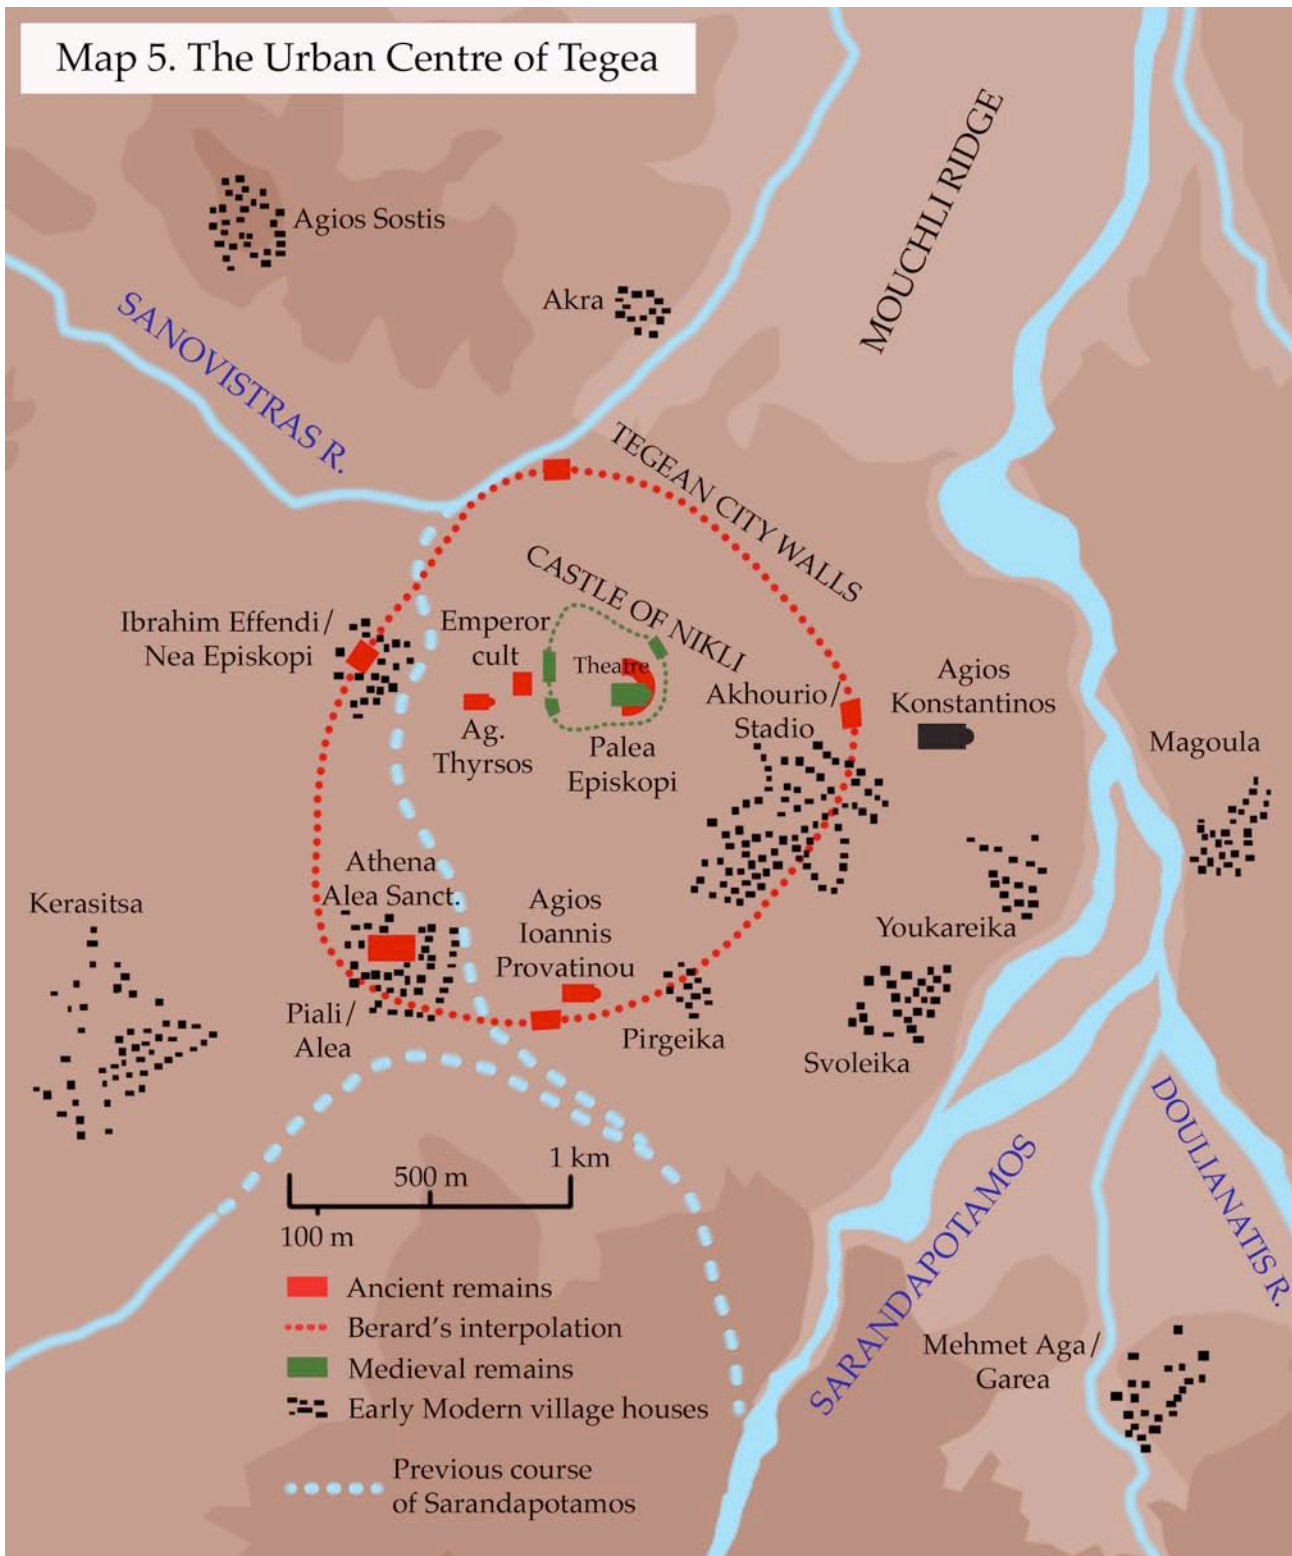 Map 5. The Urban Centre of Tegea
MOUCHLI RIDGE
Agios Sostis
Akra
SANOVISTRAS R.
TEGEAN CITY WALLS
CASTLE OF NIKLI
Ibrahim Effendi/
Nea Episkopi
Emperor
cult
Theatre
Akhourio/
Stadio
Agios
Konstantinos
Ag.
Thyrsos
Palea
Episkopi
Magoula
Athena
Alea Sanct.
Kerasitsa
Agios
Ioannis
Provatinou
Youkareika
Piali/
Alea
Pirgeika
Svoleika
DOULIANATIS R.
SARANDAPOTAMOS
1 km
500 m
100 m
Ancient remains
Berard's interpolation
Medieval remains
Early Modern village houses
Previous course
of Sarandapotamos
Mehmet Aga/
Garea